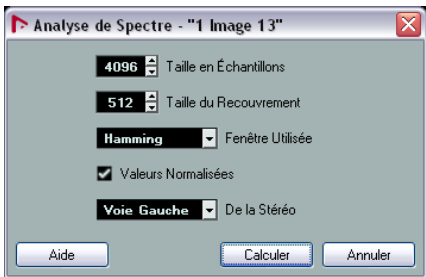 Analyse de Spectre - "1 Image 13"
4096 Taille en Échantillons
512 Taille du Recouvrement
Hamming Fenêtre Utilisée
Valeurs Normalisées
Voie Gauche De la Stéréo
Aide Calculer Annuler